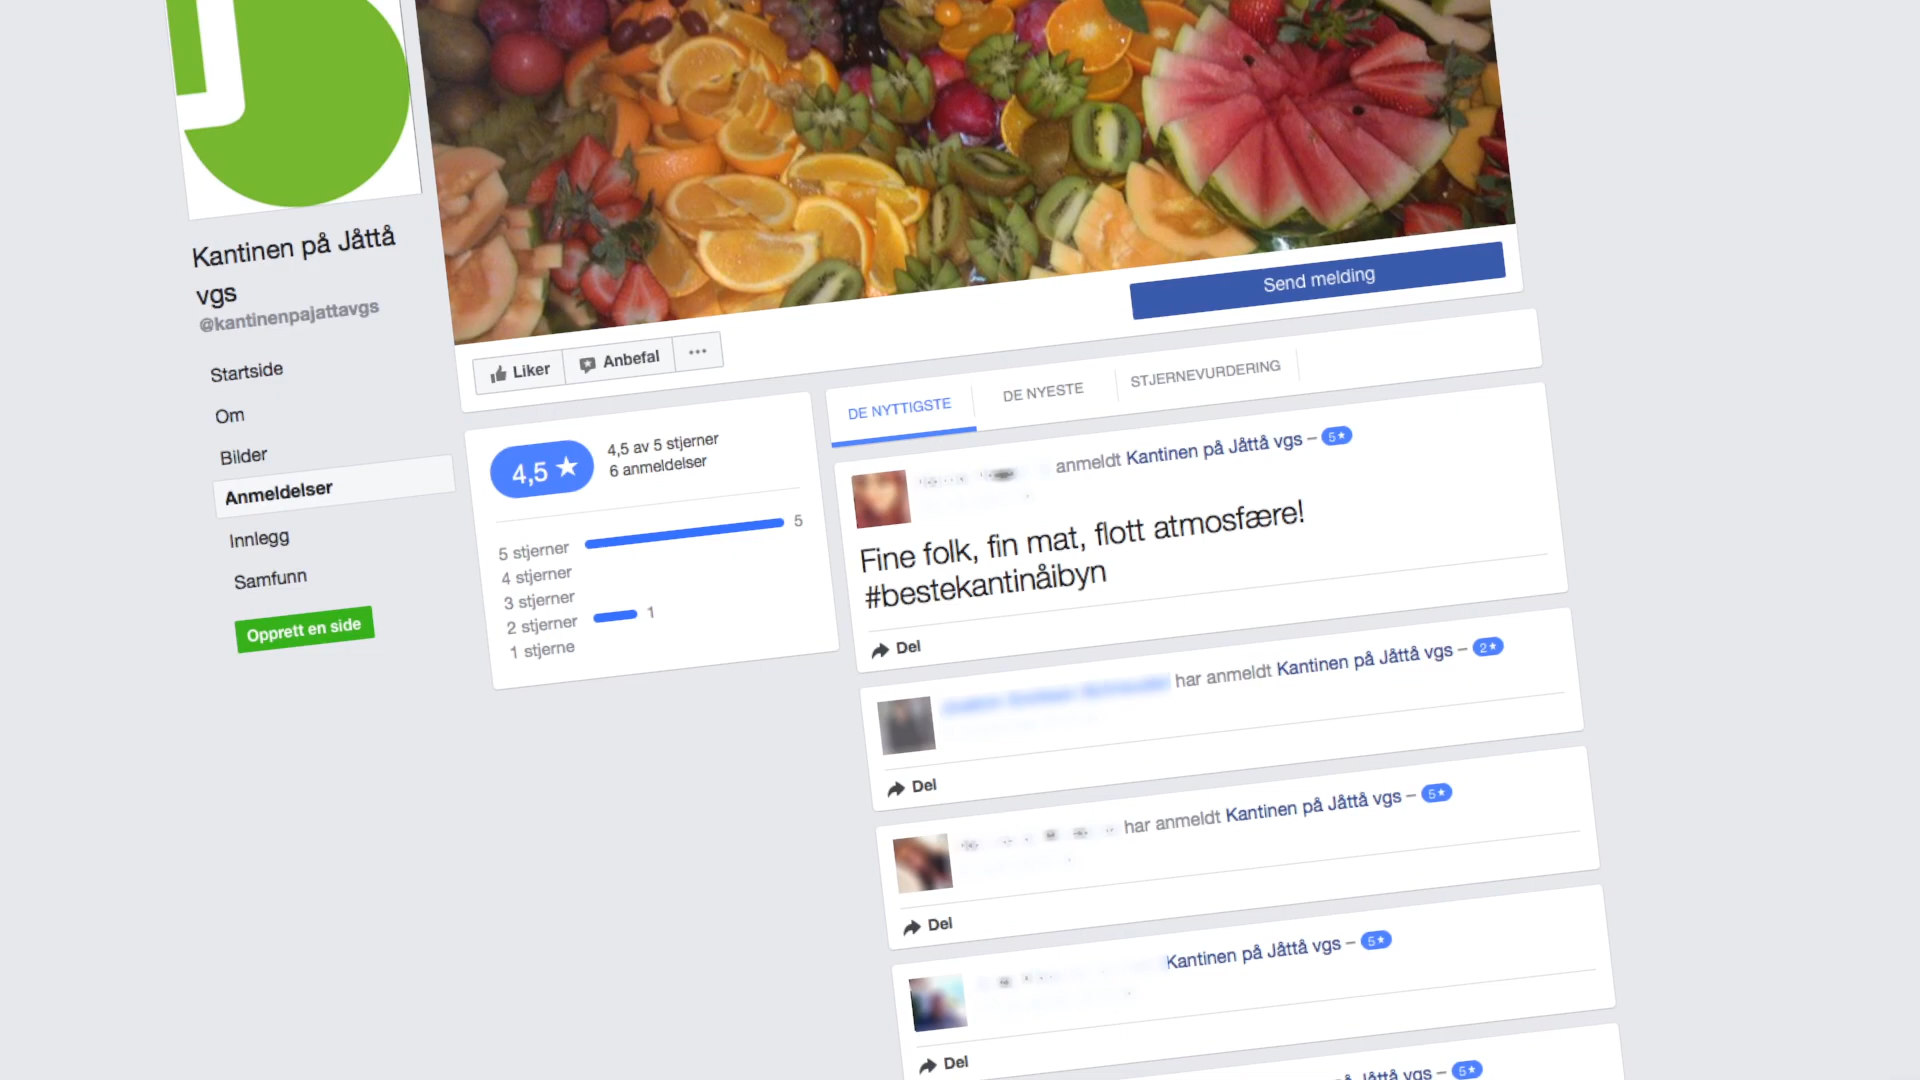 Kantinen på Jåttå
vgs
@kantinenpajattavgs
Startside
Om
Bilder
Anmeldelser
Innlegg
Samfunn
Opprett en side
Liker
Anbefal
Send melding
4,5
4,5 av 5 stjerner
6 anmeldelser
5 stjerner 5
4 stjerner
3 stjerner
2 stjerner 1
1 stjerne
DE NYTTIGSTE
DE NYESTE
STJERNEVURDERING
anmeldt Kantinen på Jåttå vgs – 5
Fine folk, fin mat, flott atmosfære!
#bestekantinåibyn
Del
har anmeldt Kantinen på Jåttå vgs – 2
Del
har anmeldt Kantinen på Jåttå vgs – 5
Del
Kantinen på Jåttå vgs – 5
Del
på Jåttå vgs – 5